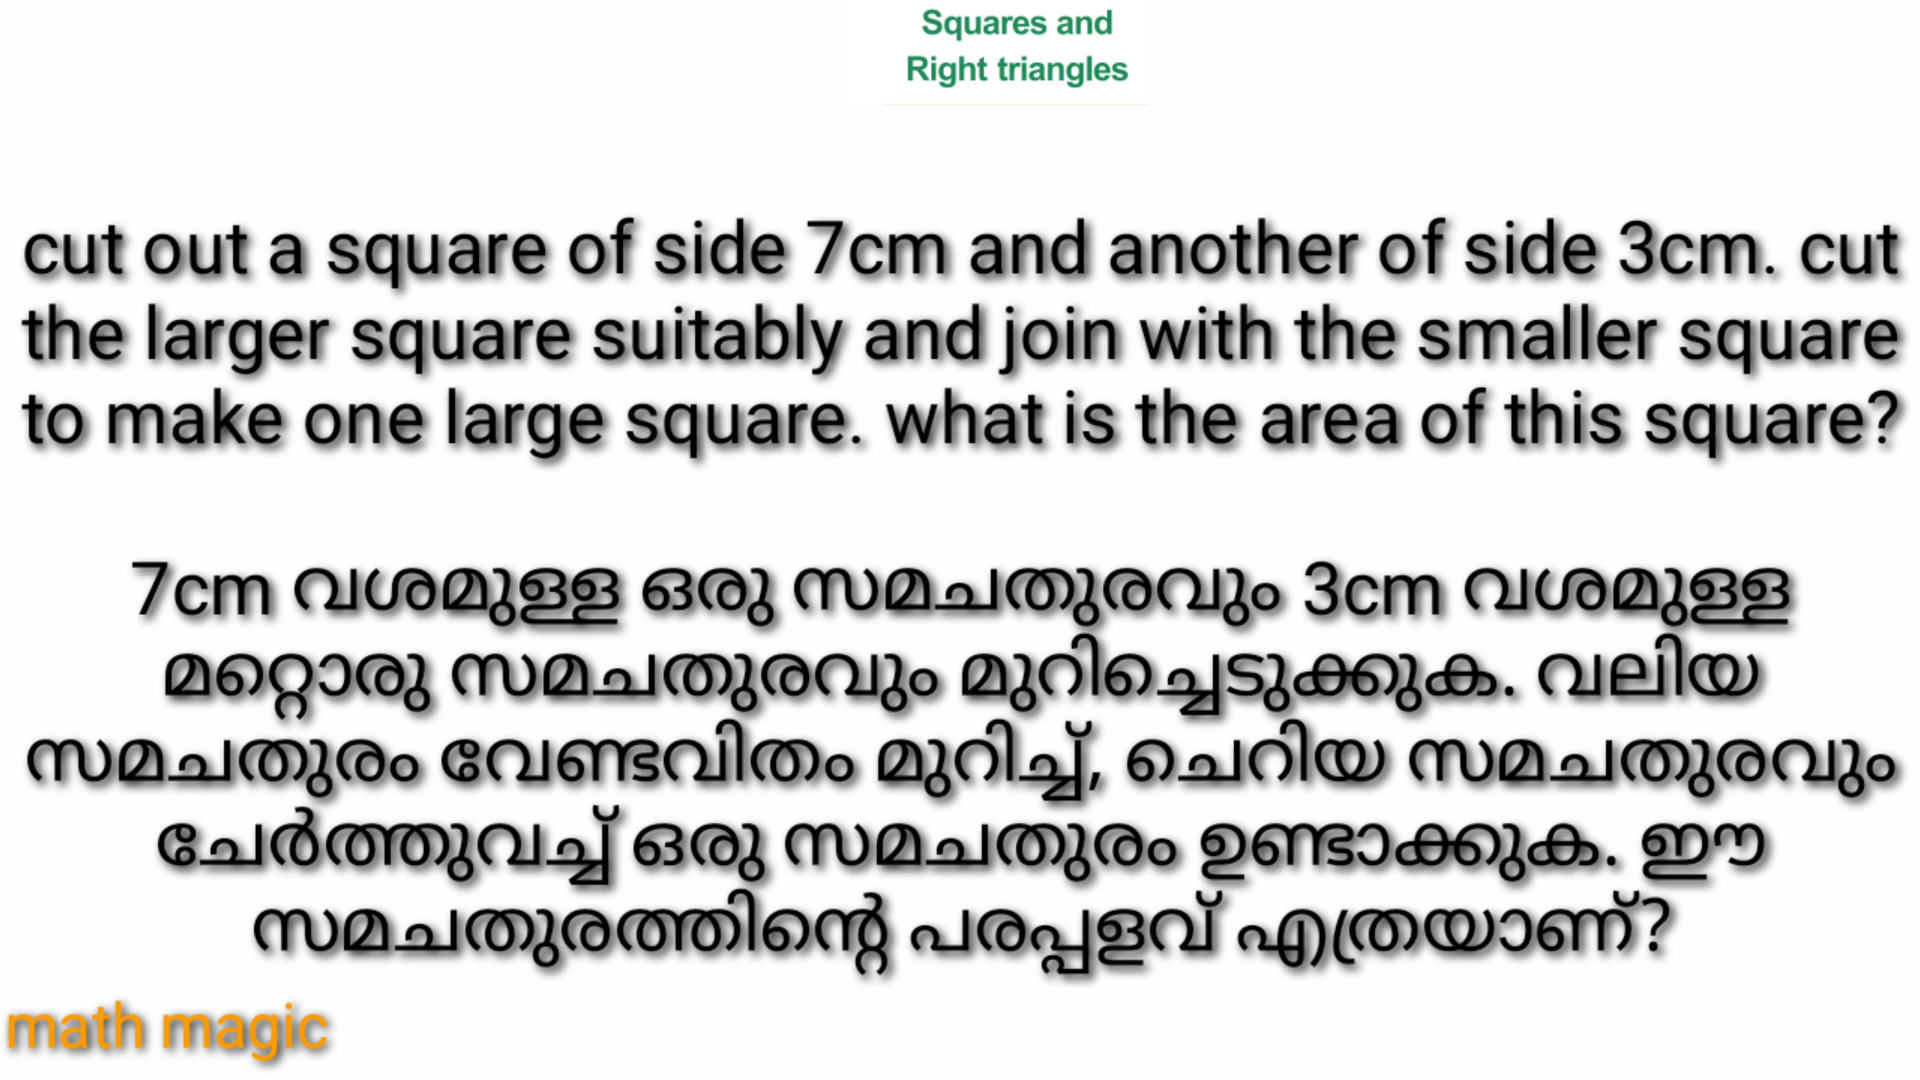 Squares and
Right triangles
cut out a square of side 7cm and another of side 3cm. cut
the larger square suitably and join with the smaller square
to make one large square. what is the area of this square?
7cm വശമുള്ള ഒരു സമചതുരവും 3cm വശമുള്ള
മറ്റൊരു സമചതുരവും മുറിച്ചെടുക്കുക. വലിയ
സമചതുരം വേണ്ടവിതം മുറിച്ച്, ചെറിയ സമചതുരവും
ചേർത്തുവച്ച് ഒരു സമചതുരം ഉണ്ടാക്കുക. ഈ
സമചതുരത്തിന്റെ പരപ്പളവ് എത്രയാണ്?
math magic